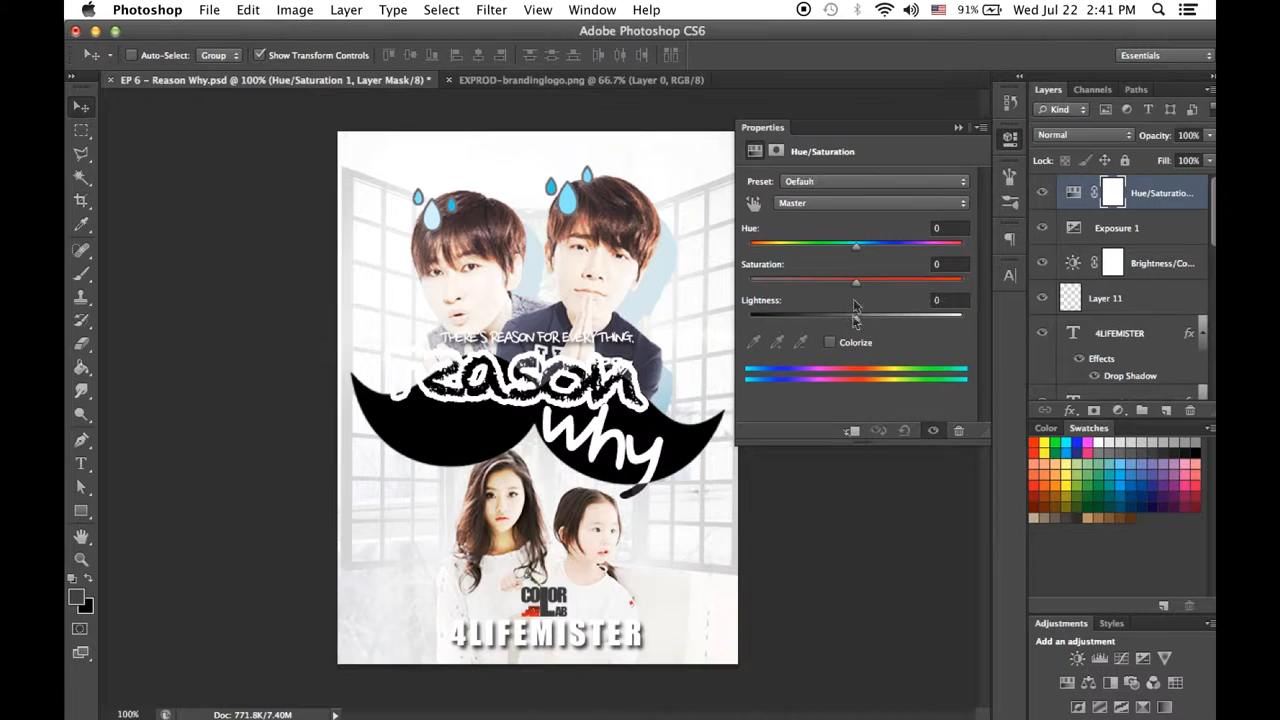 Photoshop File Edit Image Layer Type Select Filter View Window Help 91% Wed Jul 22 2:41 PM
Adobe Photoshop CS6
Auto-Select: Group Show Transform Controls Essentials
EP 6 – Reason Why.psd @ 100% (Hue/Saturation 1, Layer Mask/8) * EXPROD-brandinglogo.png @ 66.7% (Layer 0, RGB/8)
Layers Channels Paths
Kind
Normal Opacity: 100%
Lock: Fill: 100%
Hue/Saturatio...
Exposure 1
Brightness/Co...
Layer 11
T 4LIFEMISTER fx
Effects
Drop Shadow
fx
Color Swatches
Adjustments Styles
Add an adjustment
Properties
Hue/Saturation
Preset: Default
Master
Hue: 0
Saturation: 0
Lightness: 0
Colorize
THERE'S REASON FOR EVERYTHING.
Reason
why
COLOR
LAB
4LIFEMISTER
100% Doc: 771.8K/7.40M